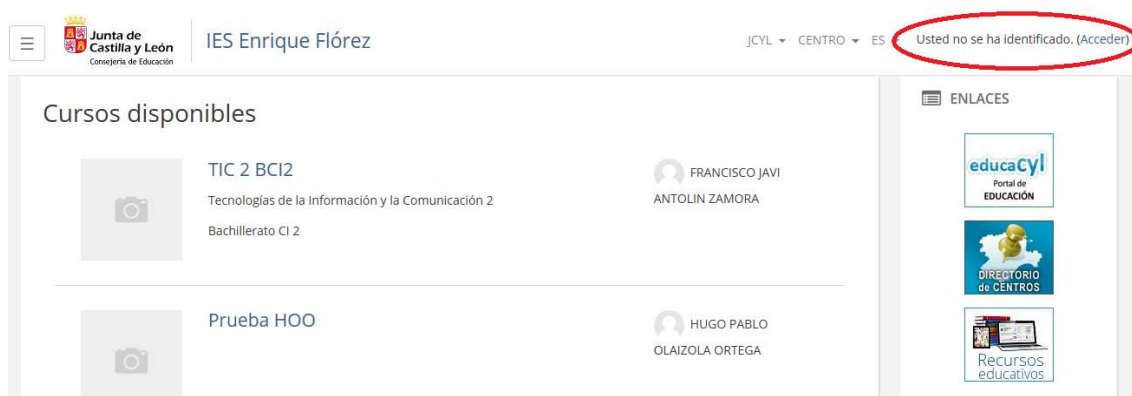 Junta de
Castilla y León
Consejería de Educación
IES Enrique Flórez
JCYL CENTRO ES
Usted no se ha identificado. (Acceder)
Cursos disponibles
TIC 2 BCI2
Tecnologías de la Información y la Comunicación 2
Bachillerato CI 2
FRANCISCO JAVI
ANTOLIN ZAMORA
Prueba HOO
HUGO PABLO
OLAIZOLA ORTEGA
ENLACES
educacyl
Portal de
EDUCACIÓN
DIRECTORIO
de CENTROS
Recursos
educativos